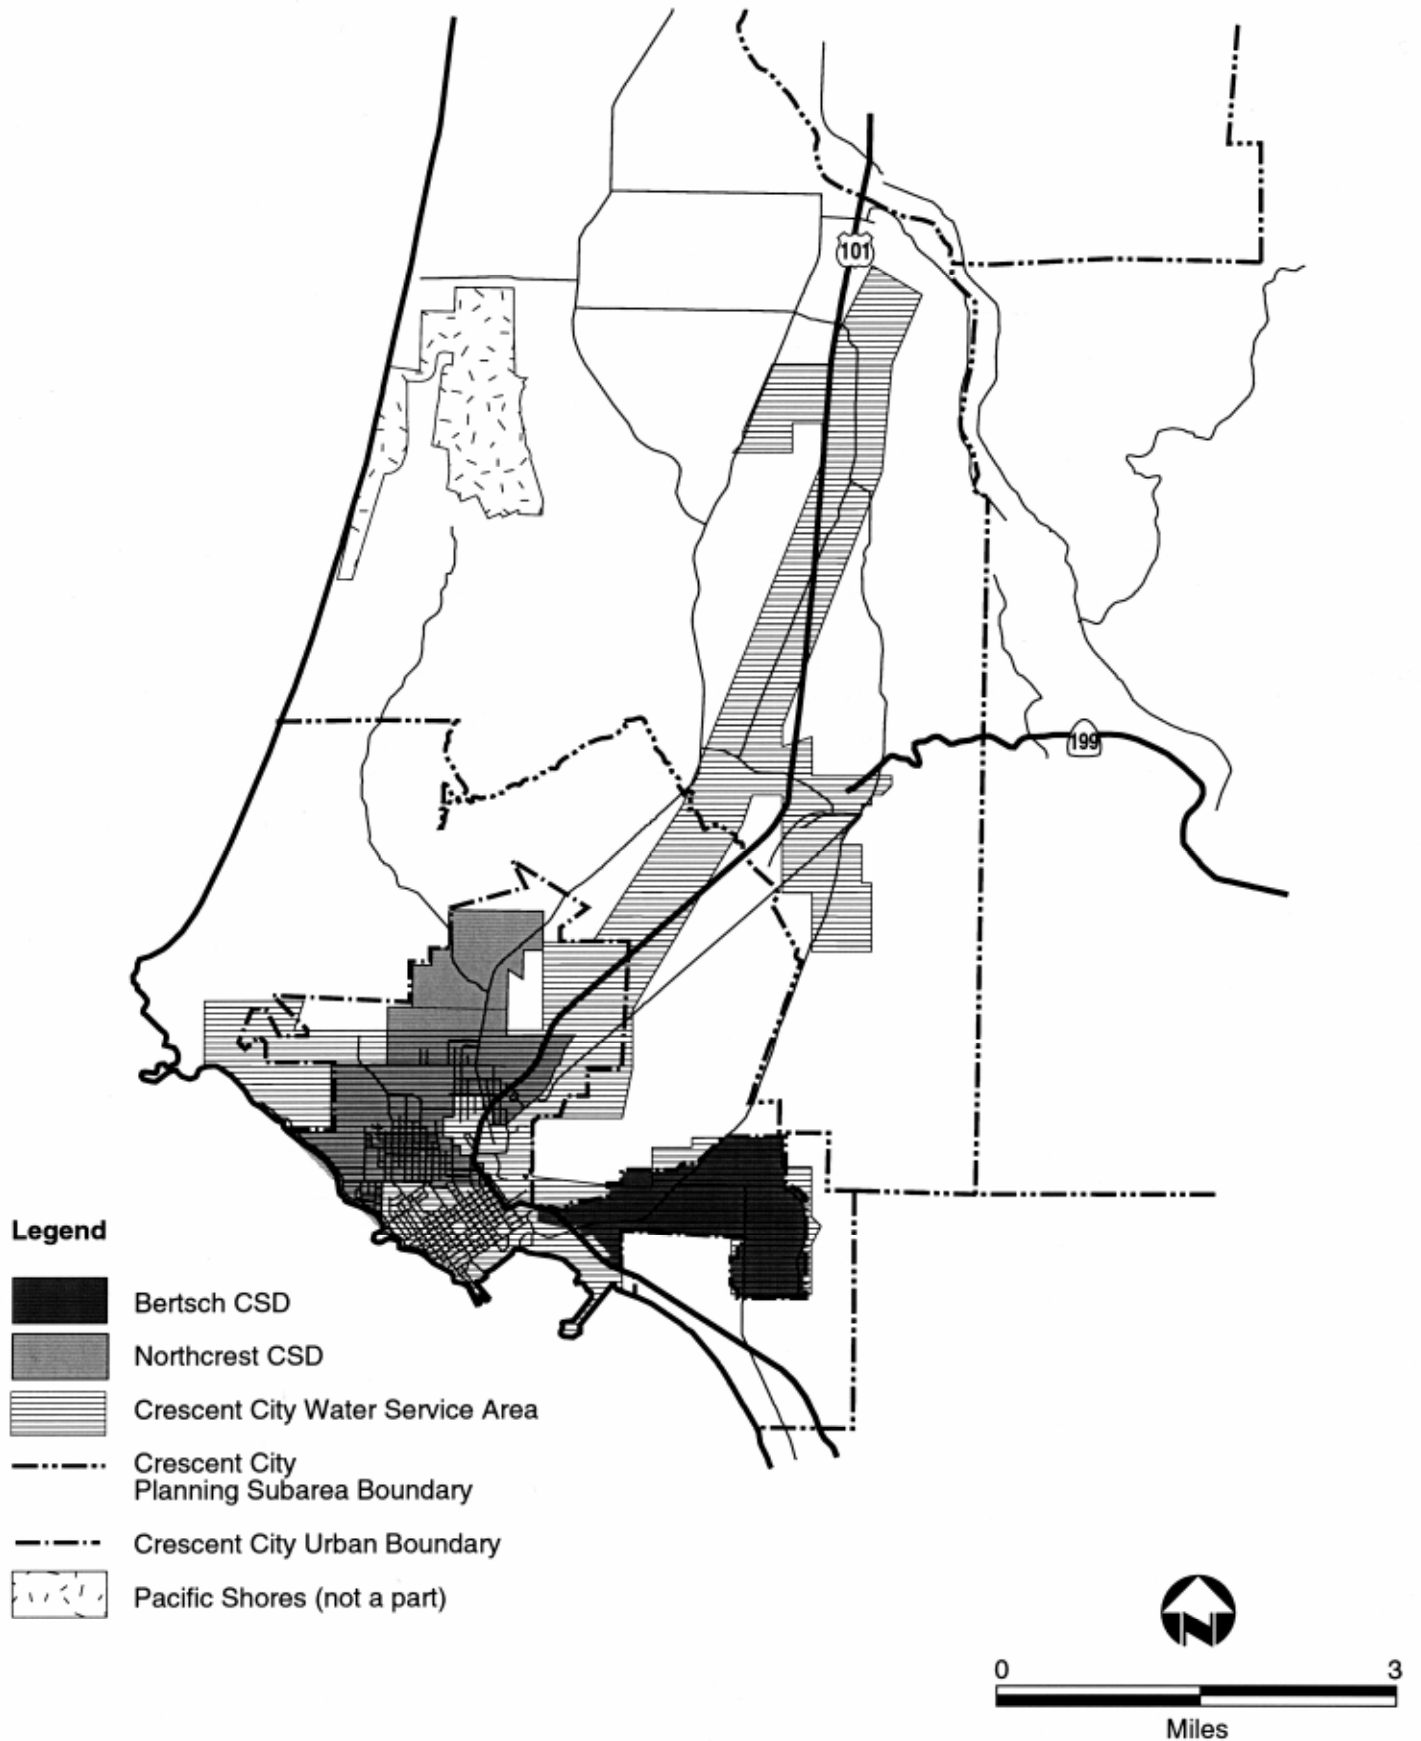 101
199
Legend
Bertsch CSD
Northcrest CSD
Crescent City Water Service Area
Crescent City
Planning Subarea Boundary
Crescent City Urban Boundary
Pacific Shores (not a part)
N
0 3
Miles